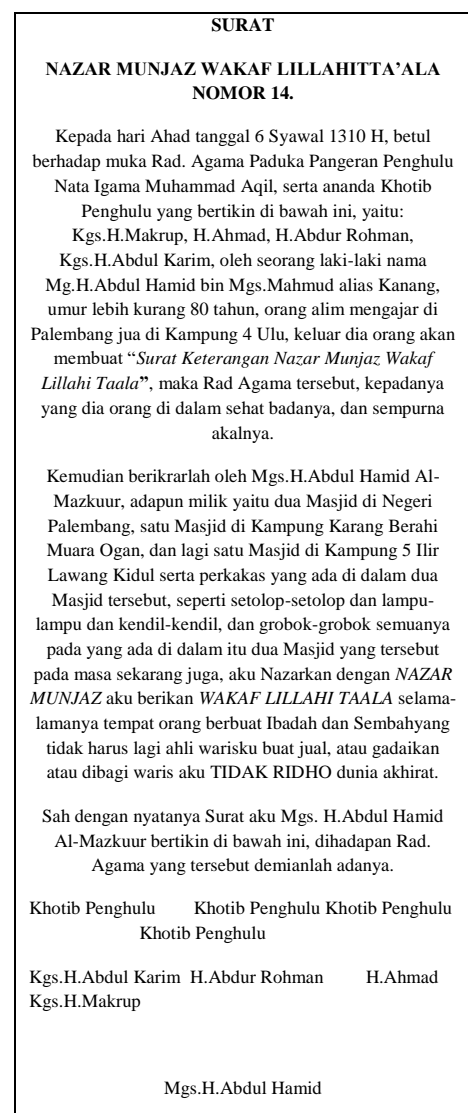 SURAT
NAZAR MUNJAZ WAKAF LILLAHITTA’ALA
NOMOR 14.
Kepada hari Ahad tanggal 6 Syawal 1310 H, betul
berhadap muka Rad. Agama Paduka Pangeran Penghulu
Nata Igama Muhammad Aqil, serta ananda Khotib
Penghulu yang bertikin di bawah ini, yaitu:
Kgs.H.Makrup, H.Ahmad, H.Abdur Rohman,
Kgs.H.Abdul Karim, oleh seorang laki-laki nama
Mg.H.Abdul Hamid bin Mgs.Mahmud alias Kanang,
umur lebih kurang 80 tahun, orang alim mengajar di
Palembang jua di Kampung 4 Ulu, keluar dia orang akan
membuat “Surat Keterangan Nazar Munjaz Wakaf
Lillahi Taala”, maka Rad Agama tersebut, kepadanya
yang dia orang di dalam sehat badanya, dan sempurna
akalnya.
Kemudian berikrarlah oleh Mgs.H.Abdul Hamid Al-
Mazkuur, adapun milik yaitu dua Masjid di Negeri
Palembang, satu Masjid di Kampung Karang Berahi
Muara Ogan, dan lagi satu Masjid di Kampung 5 Ilir
Lawang Kidul serta perkakas yang ada di dalam dua
Masjid tersebut, seperti setolop-setolop dan lampu-
lampu dan kendil-kendil, dan grobok-grobok semuanya
pada yang ada di dalam itu dua Masjid yang tersebut
pada masa sekarang juga, aku Nazarkan dengan NAZAR
MUNJAZ aku berikan WAKAF LILLAHI TAALA selama-
lamanya tempat orang berbuat Ibadah dan Sembahyang
tidak harus lagi ahli warisku buat jual, atau gadaikan
atau dibagi waris aku TIDAK RIDHO dunia akhirat.
Sah dengan nyatanya Surat aku Mgs. H.Abdul Hamid
Al-Mazkuur bertikin di bawah ini, dihadapan Rad.
Agama yang tersebut demianlah adanya.
Khotib Penghulu Khotib Penghulu Khotib Penghulu
Khotib Penghulu
Kgs.H.Abdul Karim H.Abdur Rohman H.Ahmad
Kgs.H.Makrup
Mgs.H.Abdul Hamid